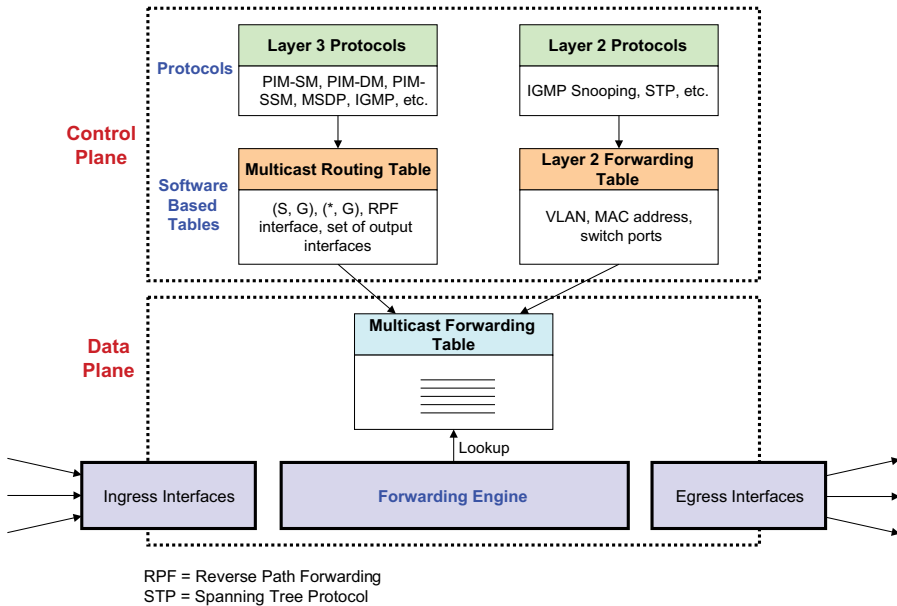 Control
Plane
Protocols
Layer 3 Protocols
PIM-SM, PIM-DM, PIM-
SSM, MSDP, IGMP, etc.
Layer 2 Protocols
IGMP Snooping, STP, etc.
Software
Based
Tables
Multicast Routing Table
(S, G), (*, G), RPF
interface, set of output
interfaces
Layer 2 Forwarding
Table
VLAN, MAC address,
switch ports
Data
Plane
Multicast Forwarding
Table
Lookup
Ingress Interfaces
Forwarding Engine
Egress Interfaces
RPF = Reverse Path Forwarding
STP = Spanning Tree Protocol